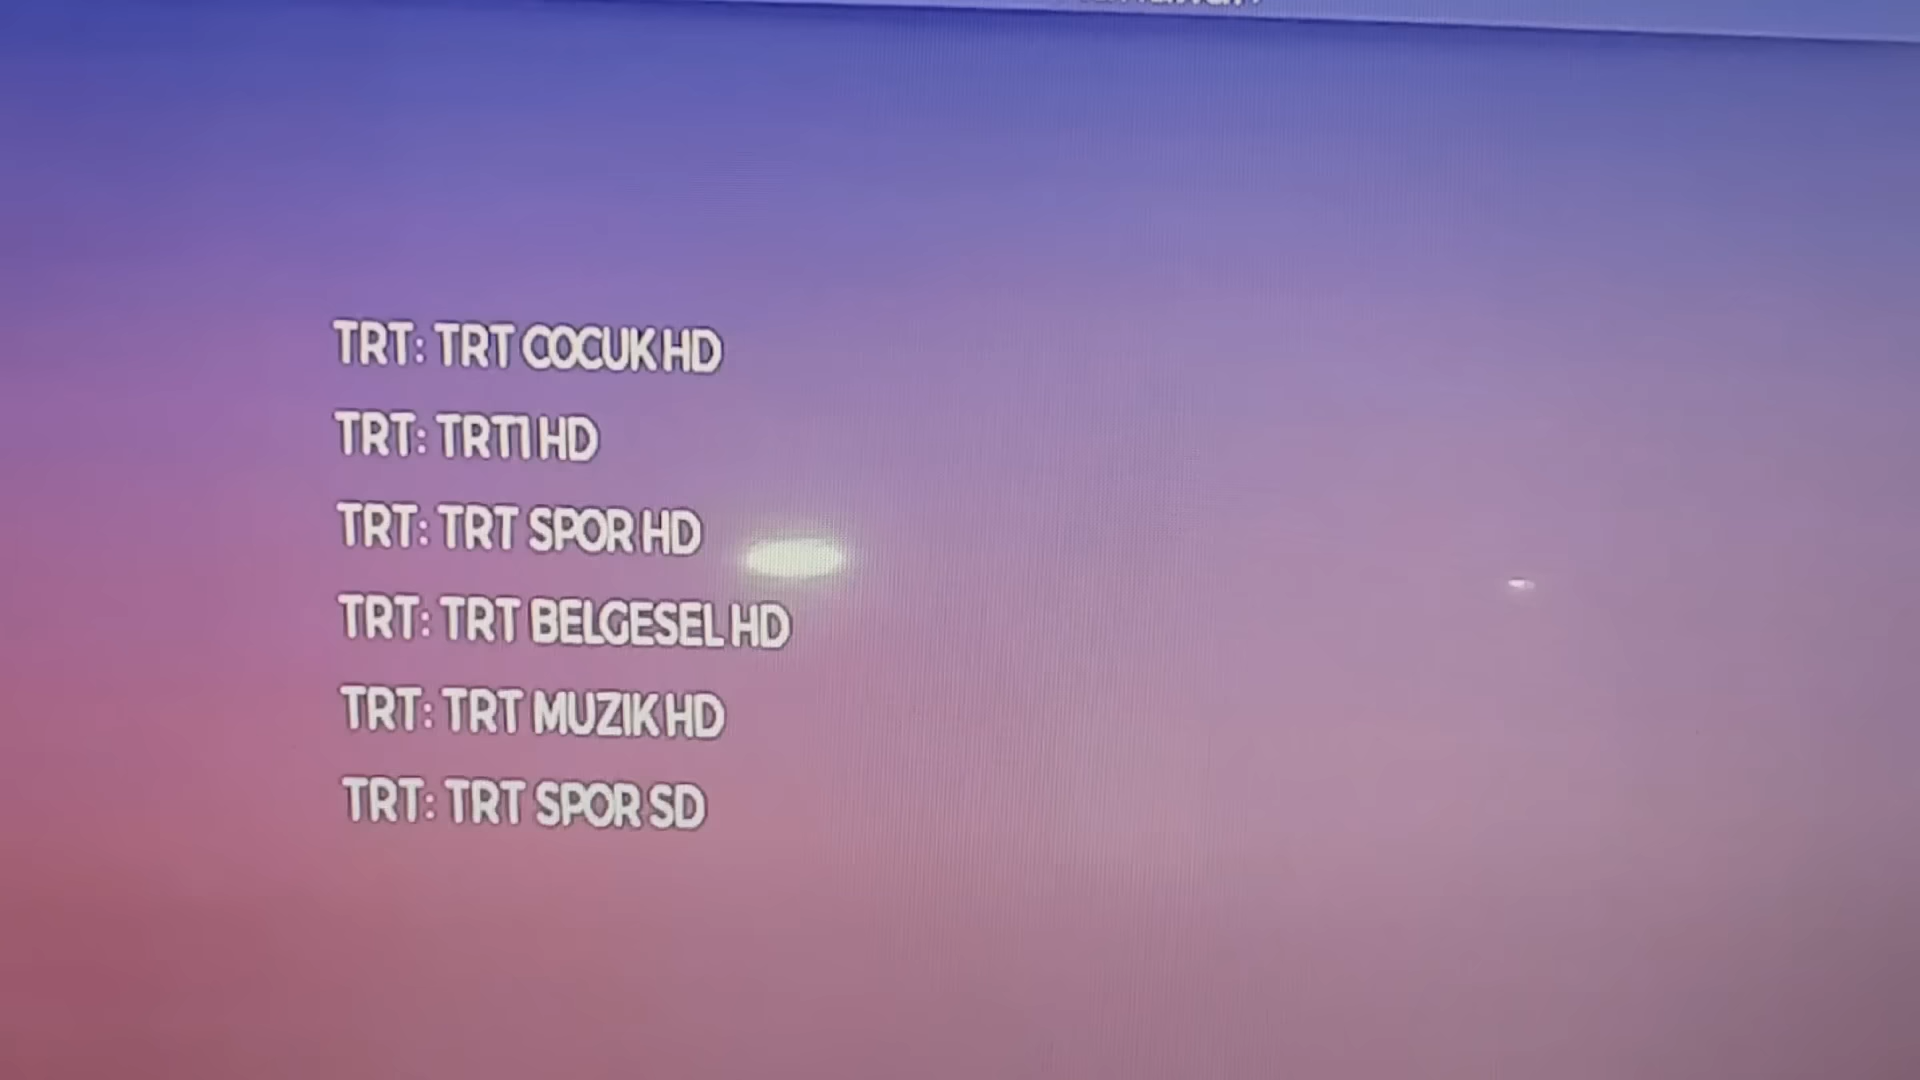 TRT: TRT COCUK HD
TRT: TRT1 HD
TRT: TRT SPOR HD
TRT: TRT BELGESEL HD
TRT: TRT MUZIK HD
TRT: TRT SPOR SD